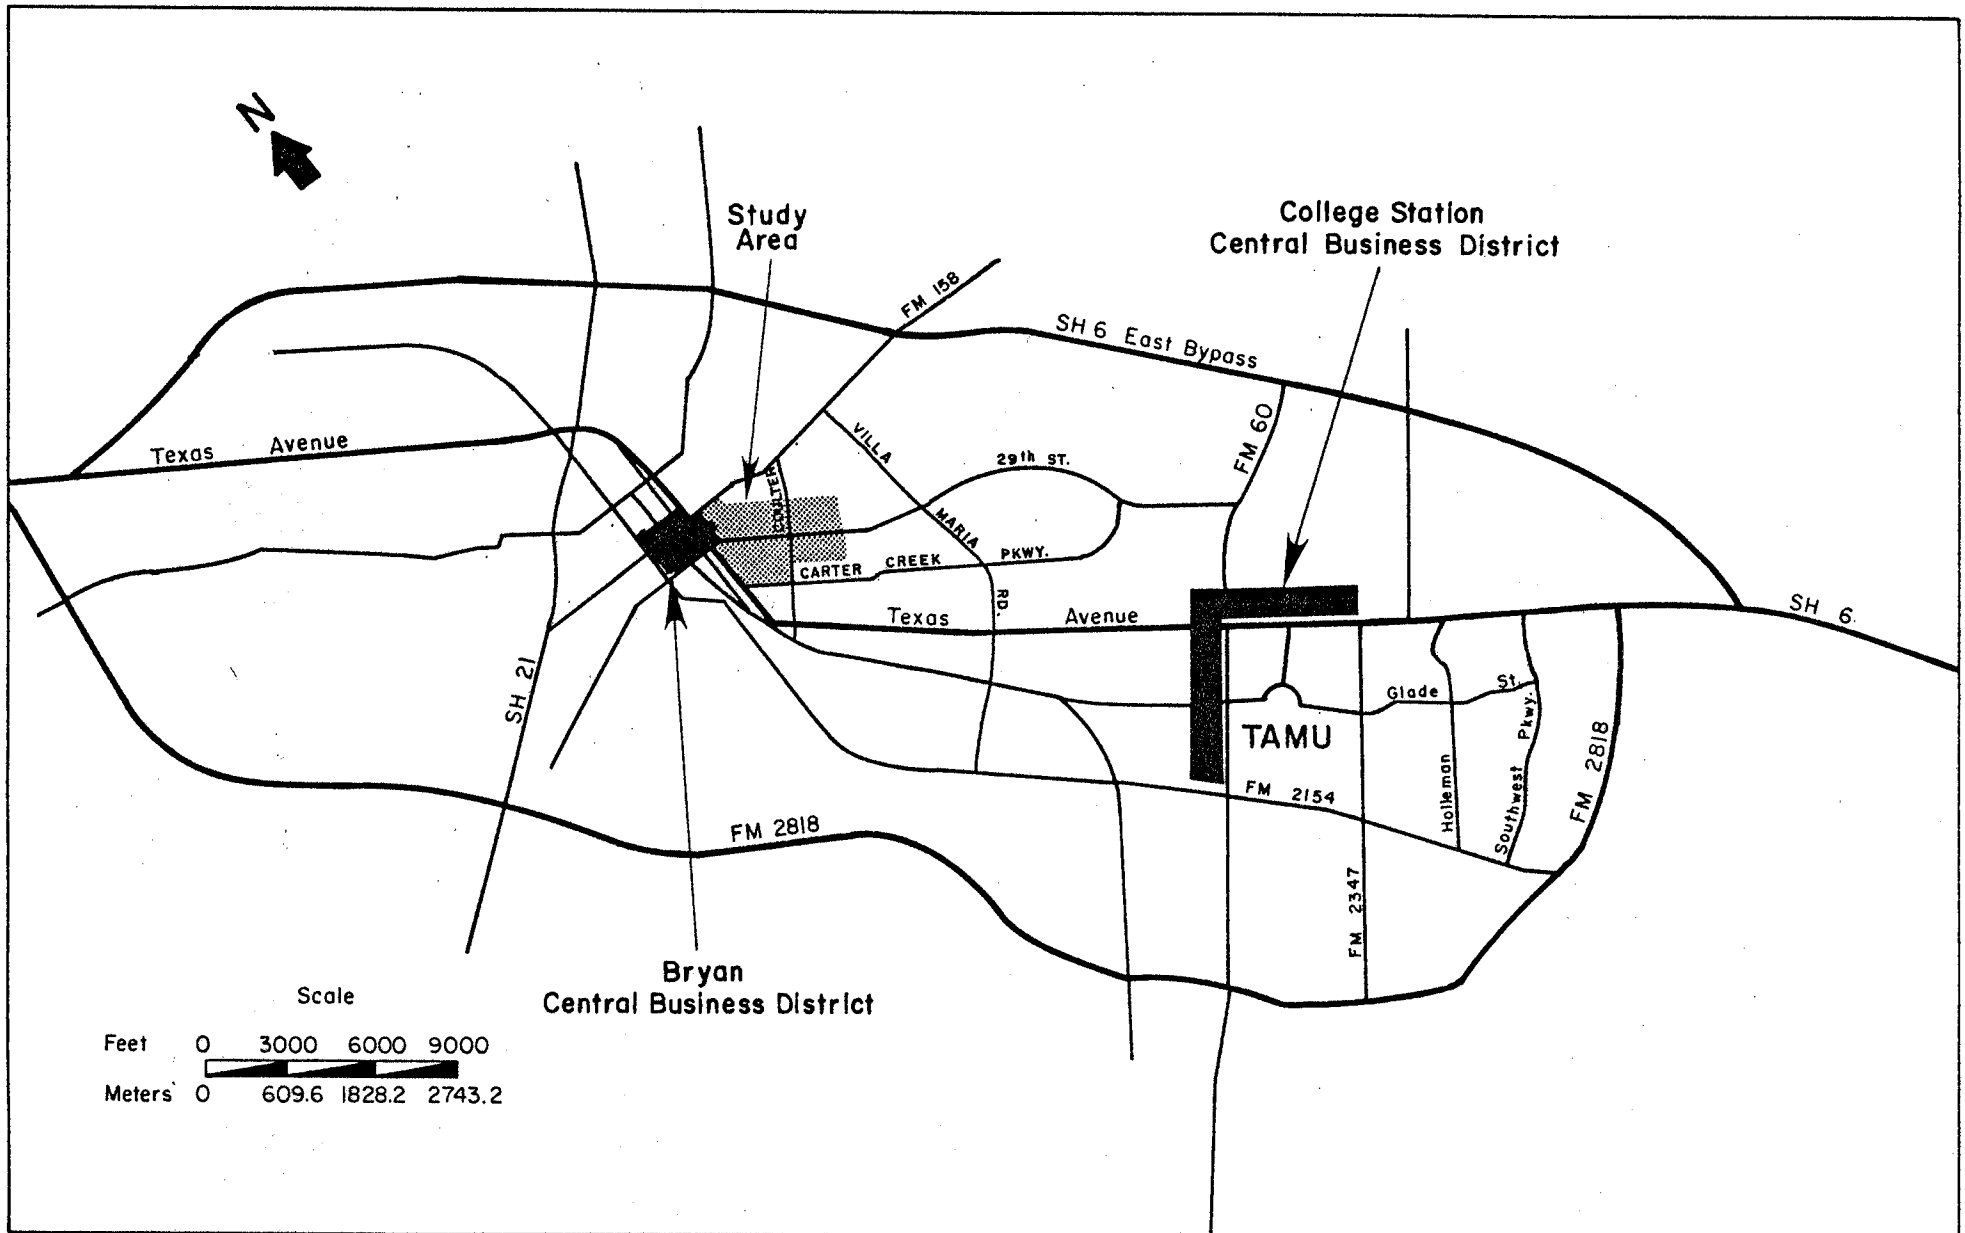 N
Study
Area
College Station
Central Business District
FM 158
SH 6 East Bypass
Texas Avenue
VILLA
MARIA
RD.
29th ST.
FM 60
COULTER
CARTER CREEK PKWY.
Texas Avenue
SH 6
SH 21
Glade St.
TAMU
Holleman
Southwest Pkwy.
FM 2818
FM 2154
FM 2818
FM 2347
Bryan
Central Business District
Scale
Feet 0 3000 6000 9000
Meters 0 609.6 1828.2 2743.2